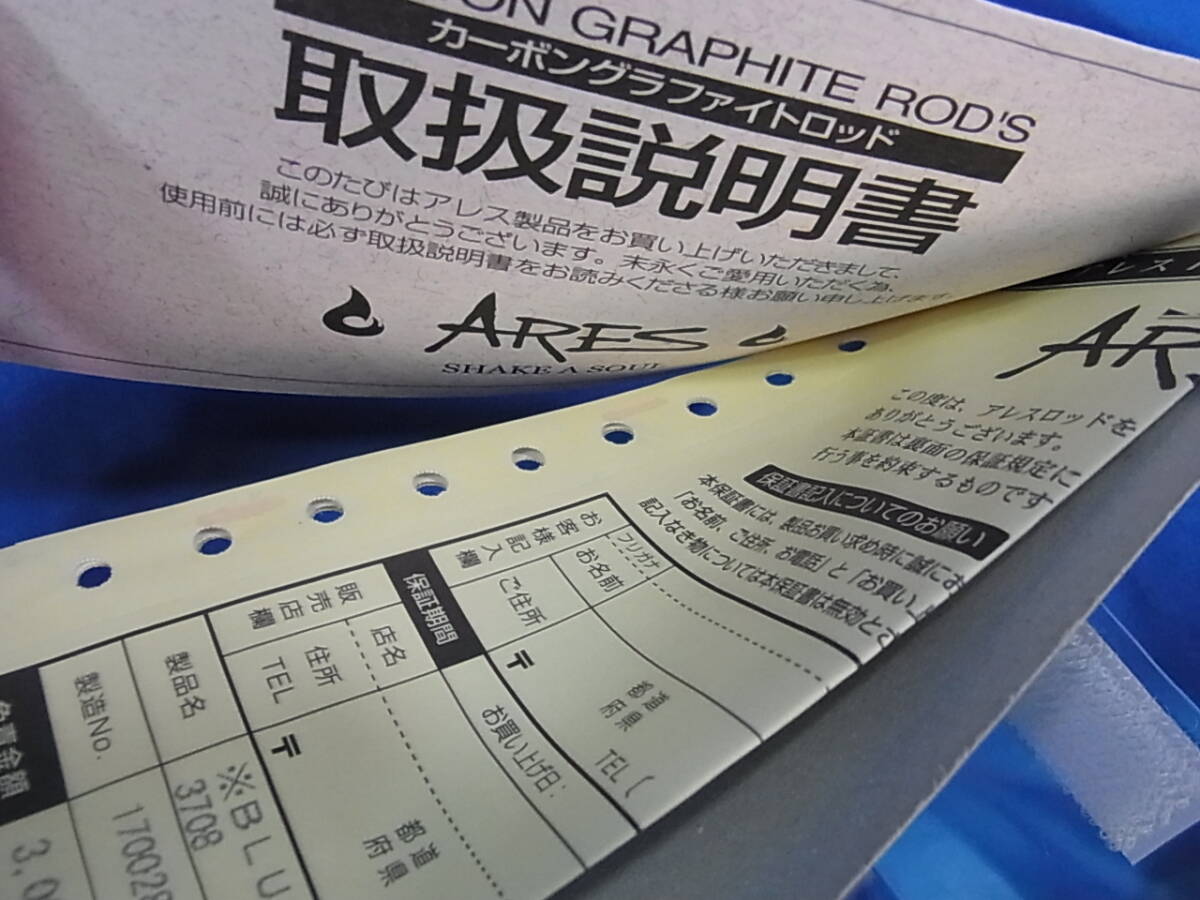 ON GRAPHITE ROD'S
カーボングラファイトロッド
取扱説明書
このたびはアレス製品をお買い上げいただきまして、
誠にありがとうございます。末永くご愛用いただく為、
使用前には必ず取扱説明書をお読みくださる様お願い申し上げます。
ARES
SHAKE A SOUL
アレス
AR
この度は、アレスロッドを
ありがとうございます。
本証書は裏面の保証規定に
行う事を約束するものです
保証書記入についてのお願い
本保証書には、製品お買い求め時に誠にお
「お名前、ご住所、お電話」と「お買い
記入なき物については本保証書は無効とさ
お客様記入欄
フリガナ
お名前
ご住所
〒
都道府県
TEL (
保証期間
お買い上げ日:
販売店欄
店名
住所
TEL
〒
都道府県
製品名
※BLU
3708
製造No.
170028
免責金額
3,0